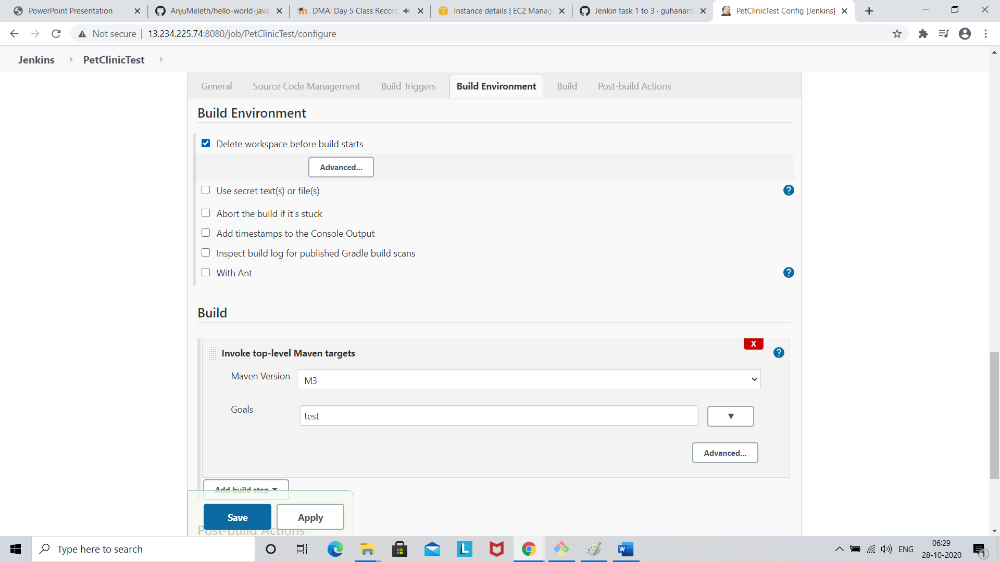 PowerPoint Presentation
AnjuMeleth/hello-world-java
DMA: Day 5 Class Record
Instance details | EC2 Manag
Jenkin task 1 to 3 · guhanant
PetClinicTest Config [Jenkins]
Not secure
13.234.225.74:8080/job/PetClinicTest/configure
Jenkins
PetClinicTest
General
Source Code Management
Build Triggers
Build Environment
Build
Post-build Actions
Build Environment
Delete workspace before build starts
Advanced...
Use secret text(s) or file(s)
?
Abort the build if it's stuck
Add timestamps to the Console Output
Inspect build log for published Gradle build scans
With Ant
?
Build
X
Invoke top-level Maven targets
?
Maven Version
M3
Goals
test
▼
Advanced...
Add build step
Save
Apply
Post-build Actions
Type here to search
L
W
ENG
06:29
28-10-2020
1